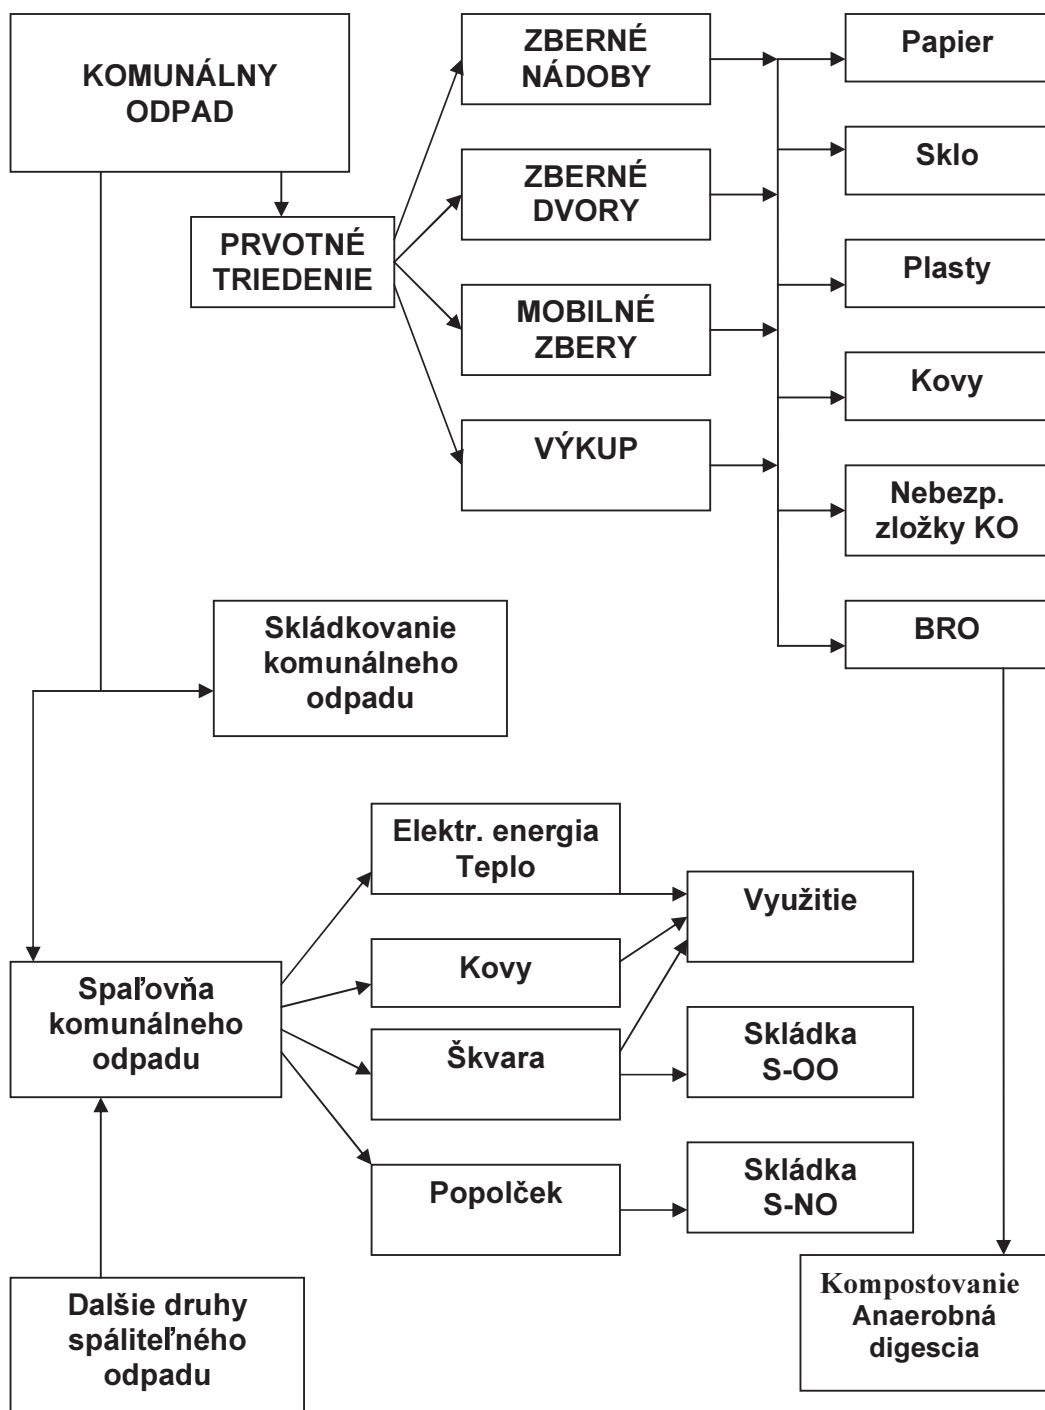 KOMUNÁLNY
ODPAD
PRVOTNÉ
TRIEDENIE
ZBERNÉ
NÁDOBY
ZBERNÉ
DVORY
MOBILNÉ
ZBERY
VÝKUP
Papier
Sklo
Plasty
Kovy
Nebezp.
zložky KO
BRO
Skládkovanie
komunálneho
odpadu
Elektr. energia
Teplo
Kovy
Škvara
Popolček
Využitie
Skládka
S-OO
Skládka
S-NO
Spaľovňa
komunálneho
odpadu
Dalšie druhy
spáliteľného
odpadu
Kompostovanie
Anaerobná
digescia